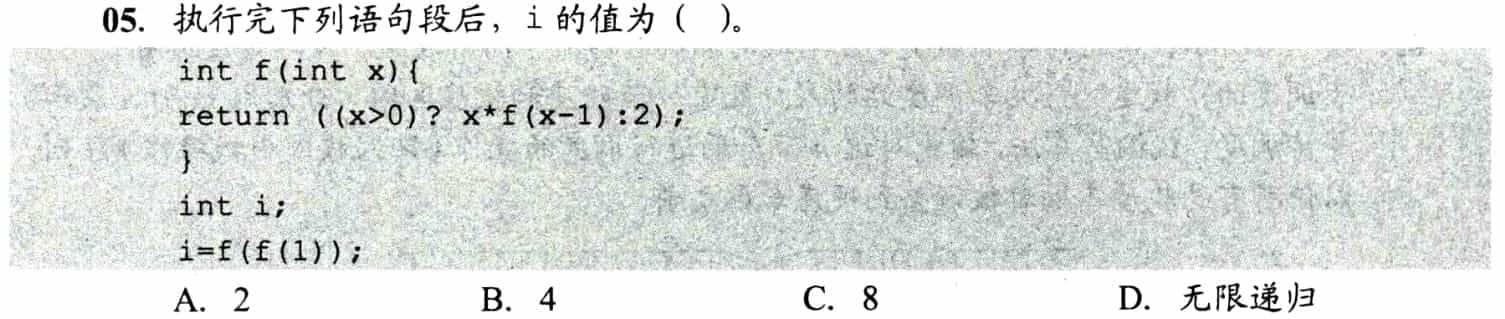 05. 执行完下列语句段后，i 的值为（ ）。
int f(int x){
return ((x>0)? x*f(x-1):2);
}
int i;
i=f(f(1));
A. 2 B. 4 C. 8 D. 无限递归